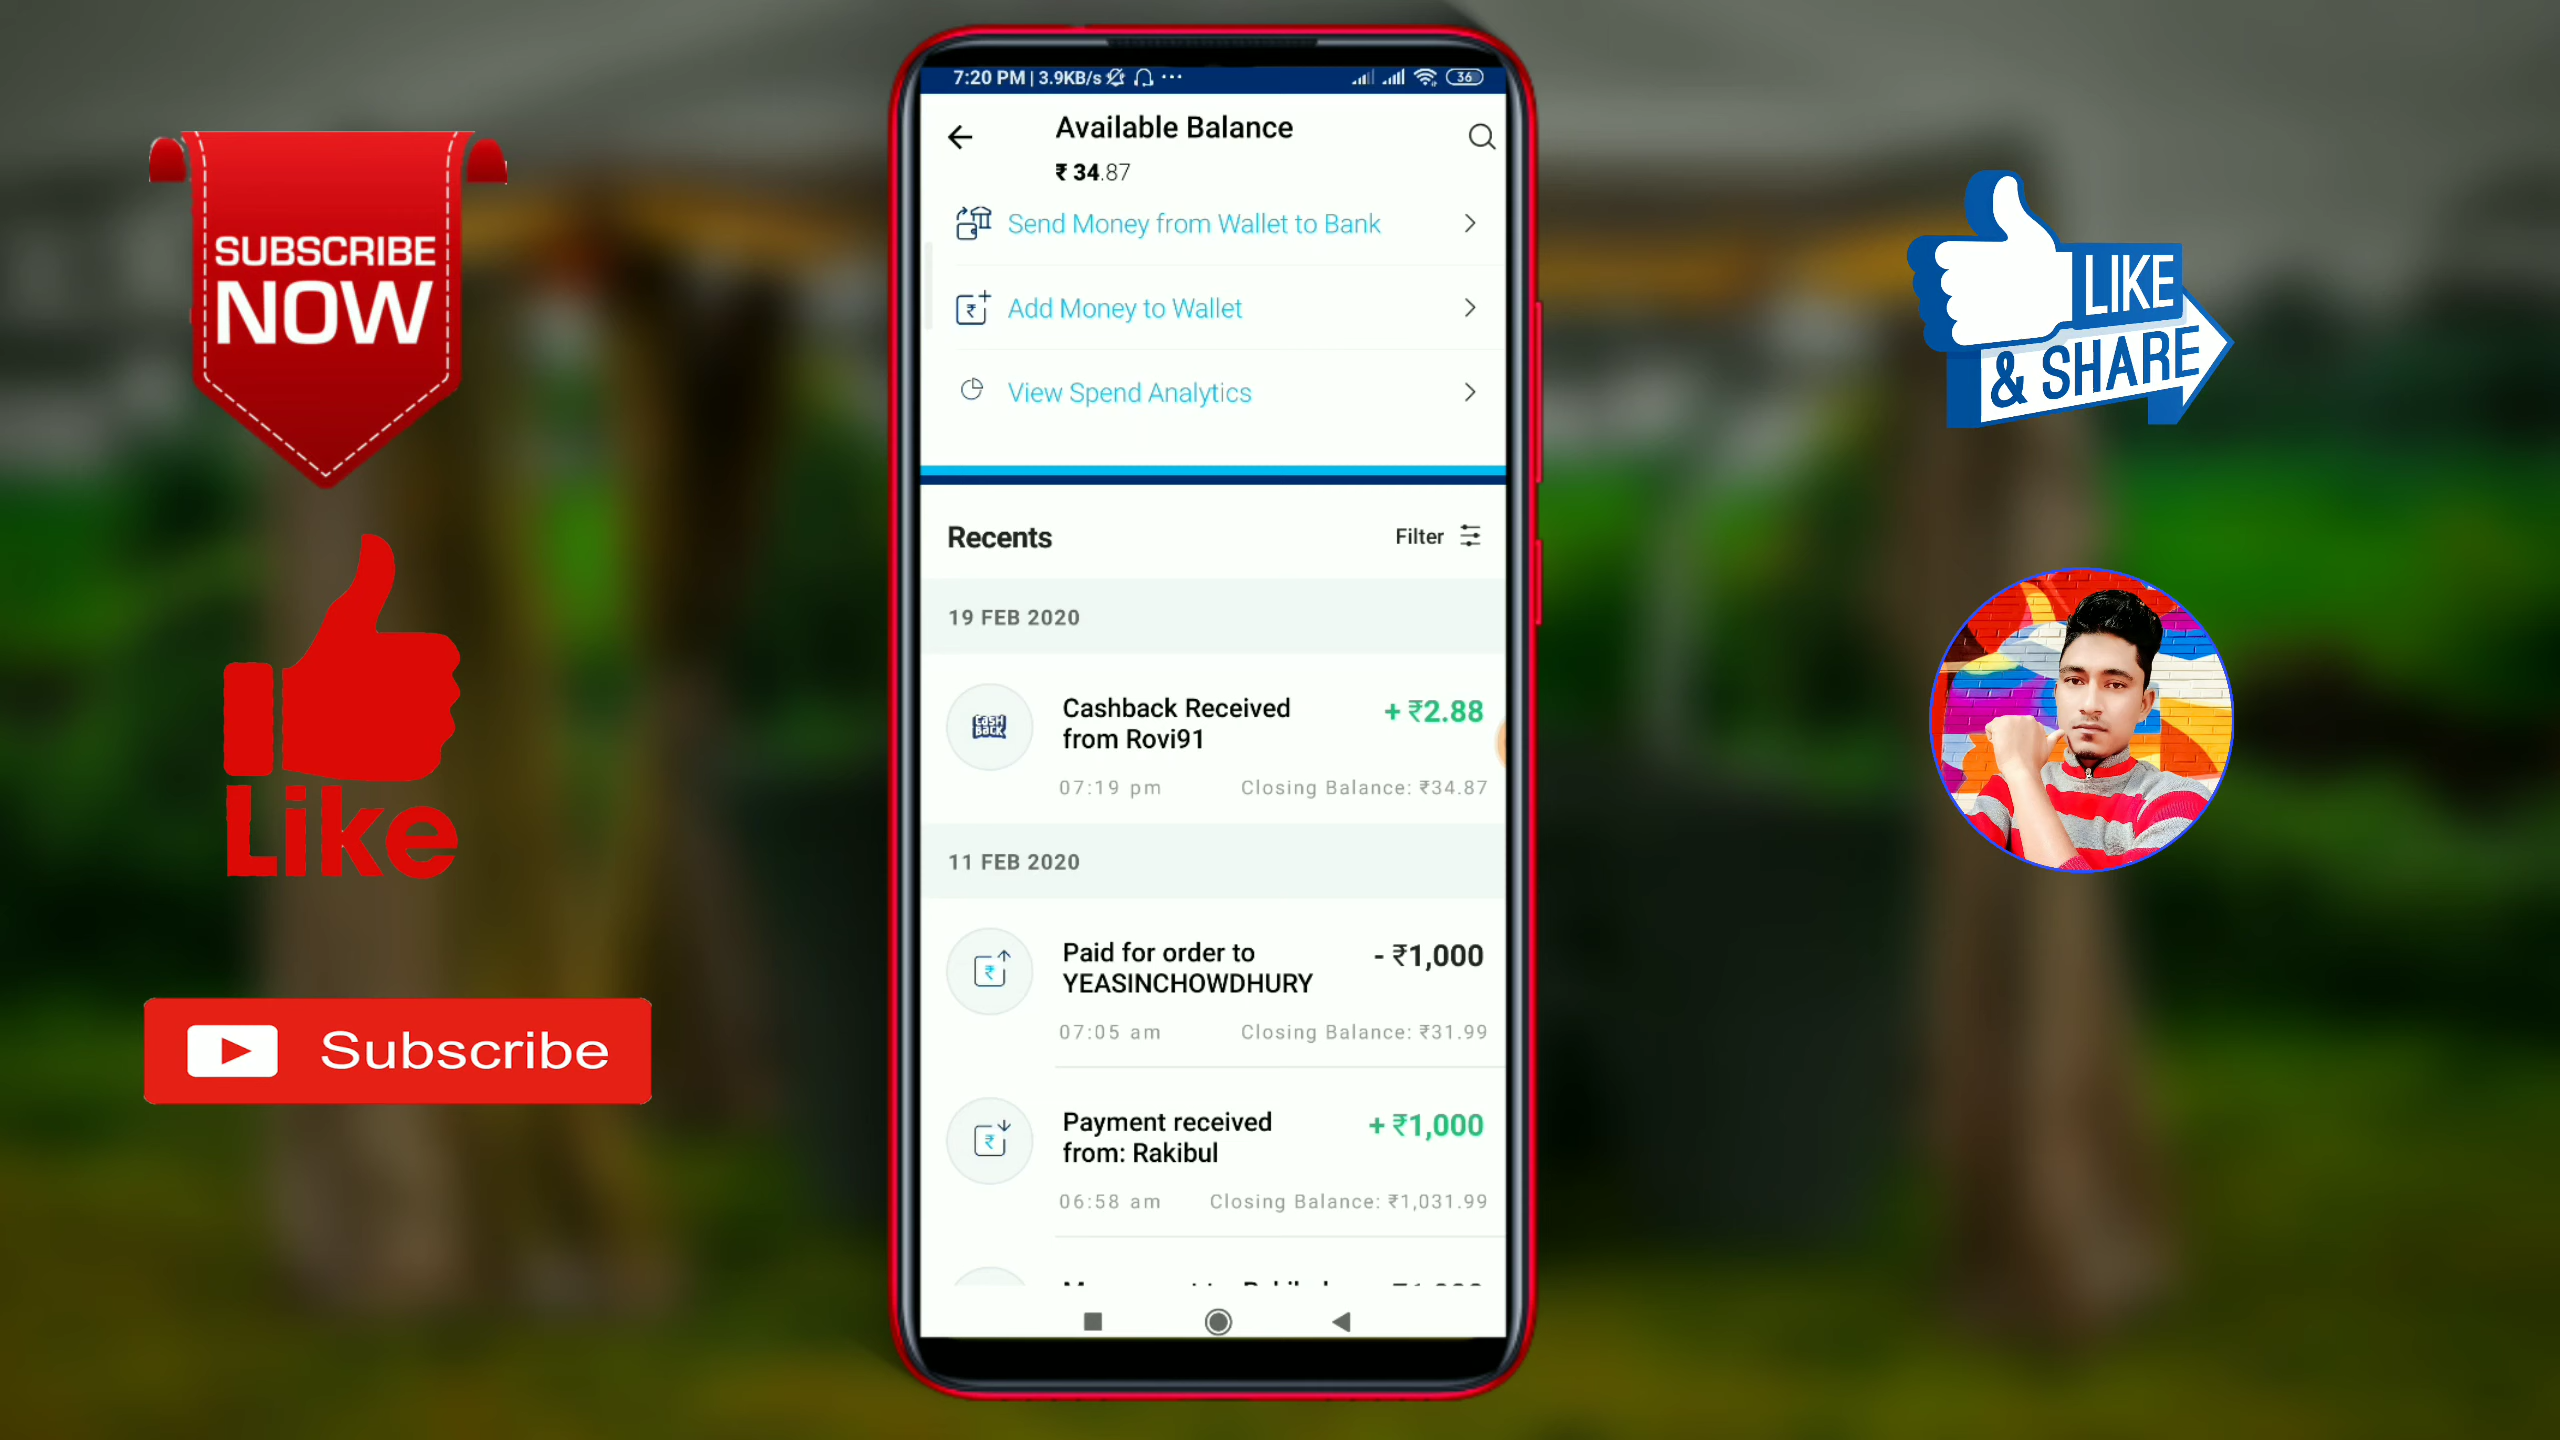 SUBSCRIBE
NOW
Like
Subscribe
7:20 PM | 3.9KB/s
36
Available Balance
₹ 34.87
Send Money from Wallet to Bank
Add Money to Wallet
View Spend Analytics
Recents
Filter
19 FEB 2020
CASH BACK
Cashback Received + ₹2.88
from Rovi91
07:19 pm Closing Balance: ₹34.87
11 FEB 2020
Paid for order to - ₹1,000
YEASINCHOWDHURY
07:05 am Closing Balance: ₹31.99
Payment received + ₹1,000
from: Rakibul
06:58 am Closing Balance: ₹1,031.99
LIKE
& SHARE